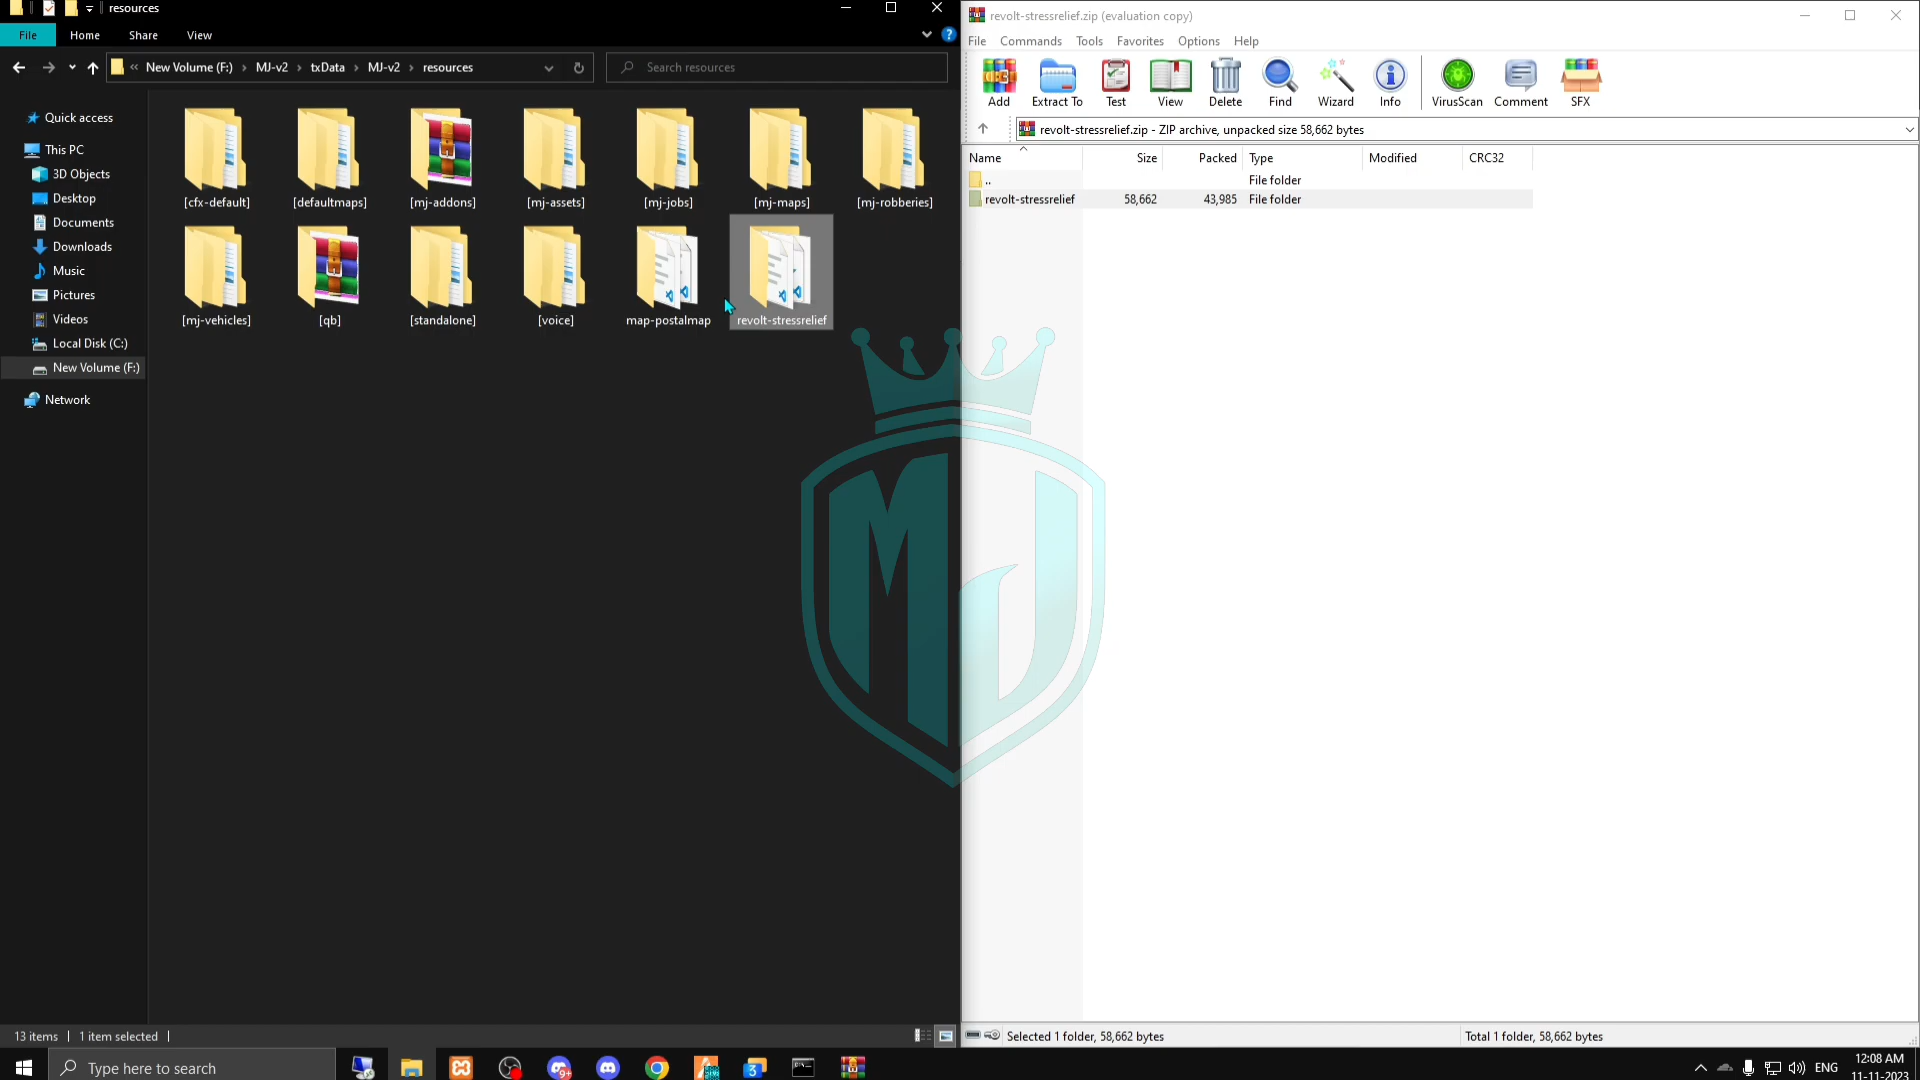 resources
File Home Share View
« New Volume (F:) › MJ-v2 › txData › MJ-v2 › resources
Search resources
Quick access
This PC
3D Objects
Desktop
Documents
Downloads
Music
Pictures
Videos
Local Disk (C:)
New Volume (F:)
Network
[cfx-default] [defaultmaps] [mj-addons] [mj-assets] [mj-jobs] [mj-maps] [mj-robberies]
[mj-vehicles] [qb] [standalone] [voice] map-postalmap revolt-stressrelief
13 items 1 item selected
revolt-stressrelief.zip (evaluation copy)
File Commands Tools Favorites Options Help
Add Extract To Test View Delete Find Wizard Info VirusScan Comment SFX
revolt-stressrelief.zip - ZIP archive, unpacked size 58,662 bytes
Name Size Packed Type Modified CRC32
.. File folder
revolt-stressrelief 58,662 43,985 File folder
MJ
Selected 1 folder, 58,662 bytes Total 1 folder, 58,662 bytes
Type here to search
9+
3
ENG
12:08 AM
11-11-2023